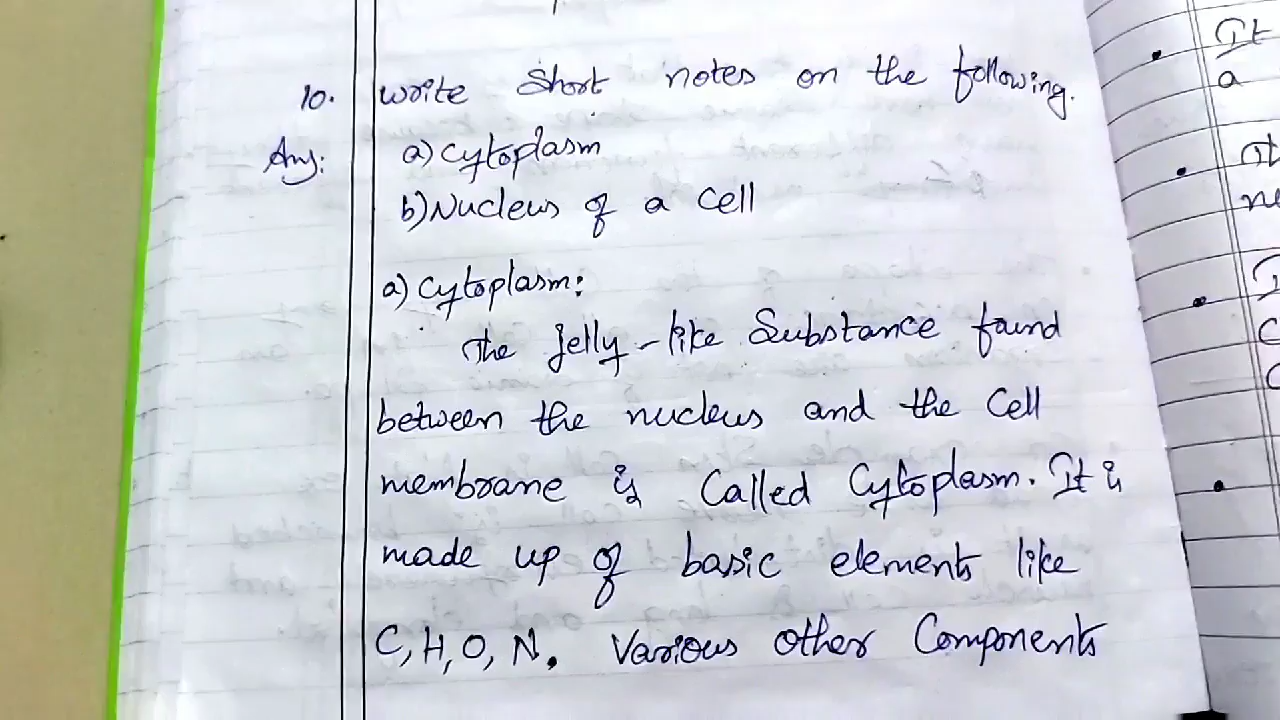 10. Write Short notes on the following.
Ans: a) Cytoplasm
b) Nucleus of a cell
a) Cytoplasm:
The jelly-like Substance found
between the nucleus and the Cell
membrane is Called Cytoplasm. It is
made up of basic elements like
C, H, O, N. Various other Components
It
a
It